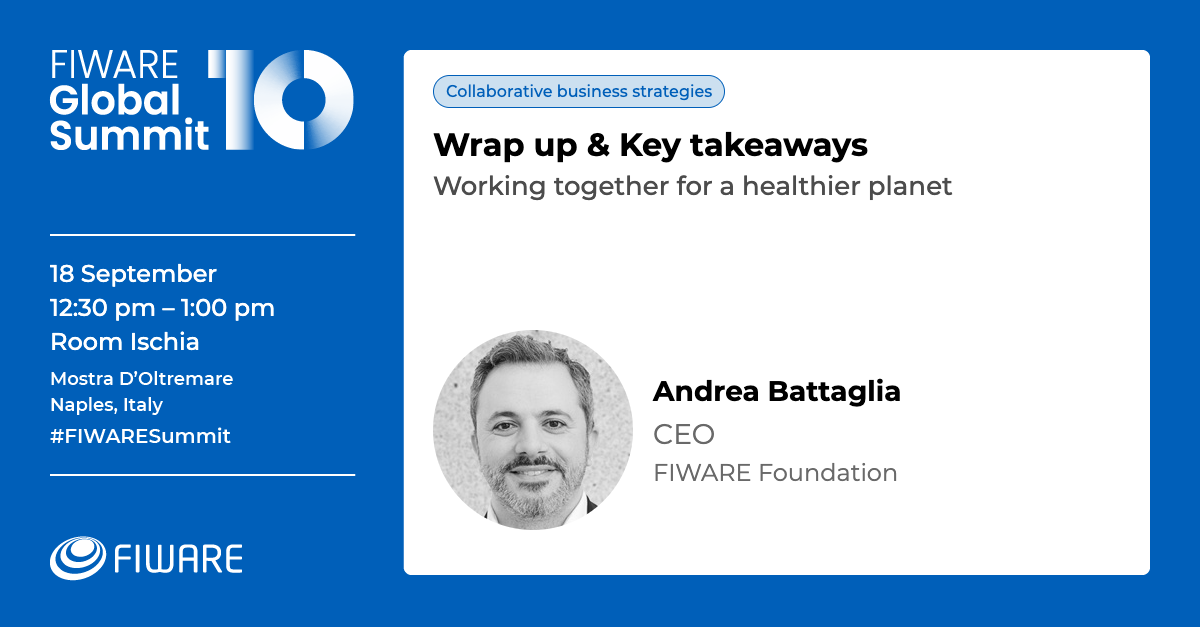 FIWARE
Global
Summit
10
18 September
12:30 pm – 1:00 pm
Room Ischia
Mostra D’Oltremare
Naples, Italy
#FIWARESummit
FIWARE
Collaborative business strategies
Wrap up & Key takeaways
Working together for a healthier planet
Andrea Battaglia
CEO
FIWARE Foundation